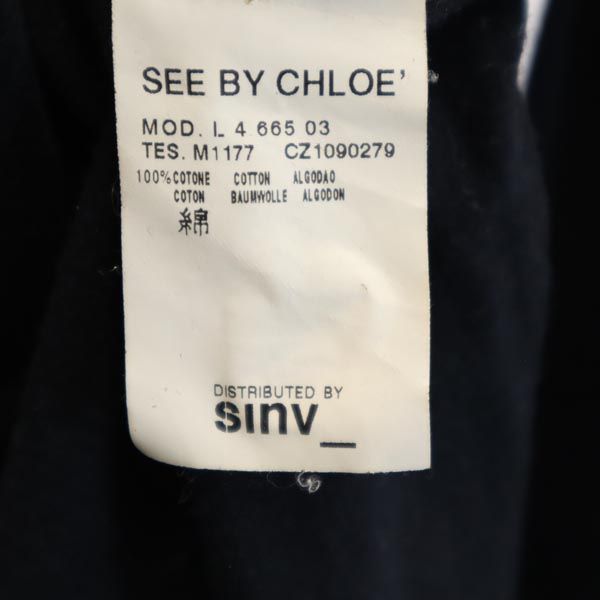 SEE BY CHLOE'
MOD. L 4 665 03
TES. M1177 CZ1090279
100% COTONE COTTON ALGODAO
COTON BAUMWOLLE ALGODON
綿
DISTRIBUTED BY
sinv_